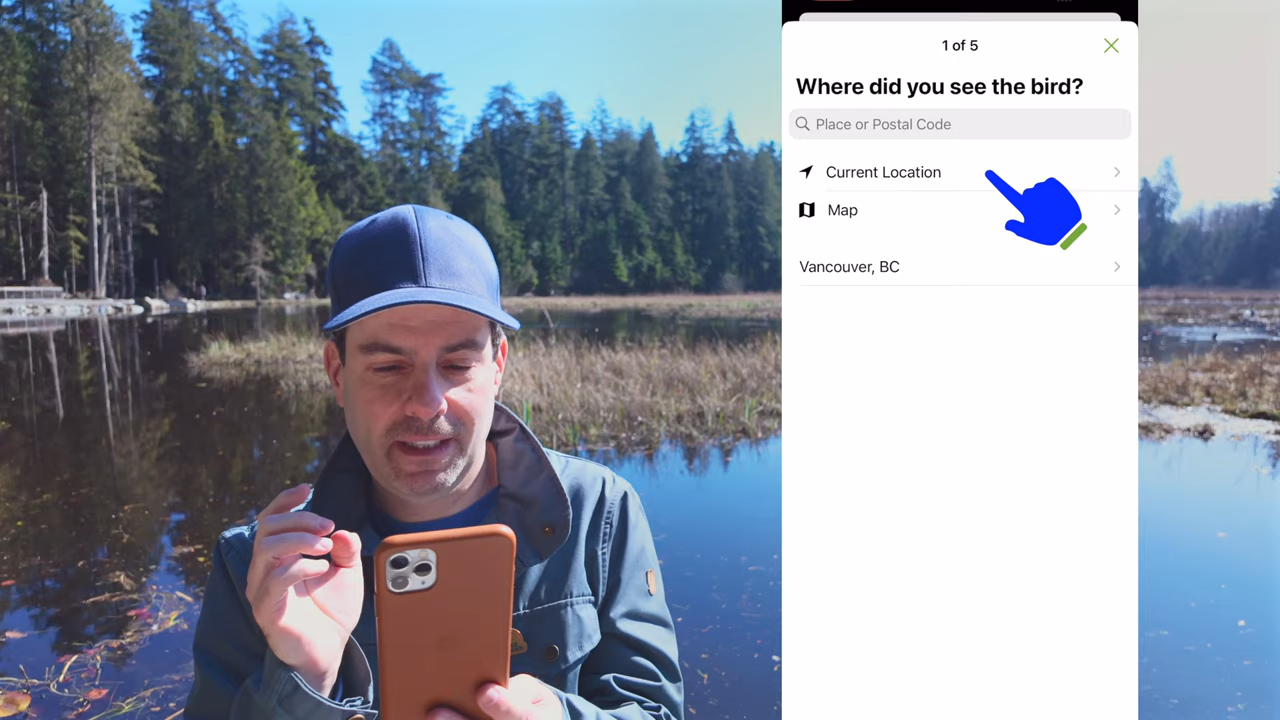 1 of 5
Where did you see the bird?
Place or Postal Code
Current Location
Map
Vancouver, BC